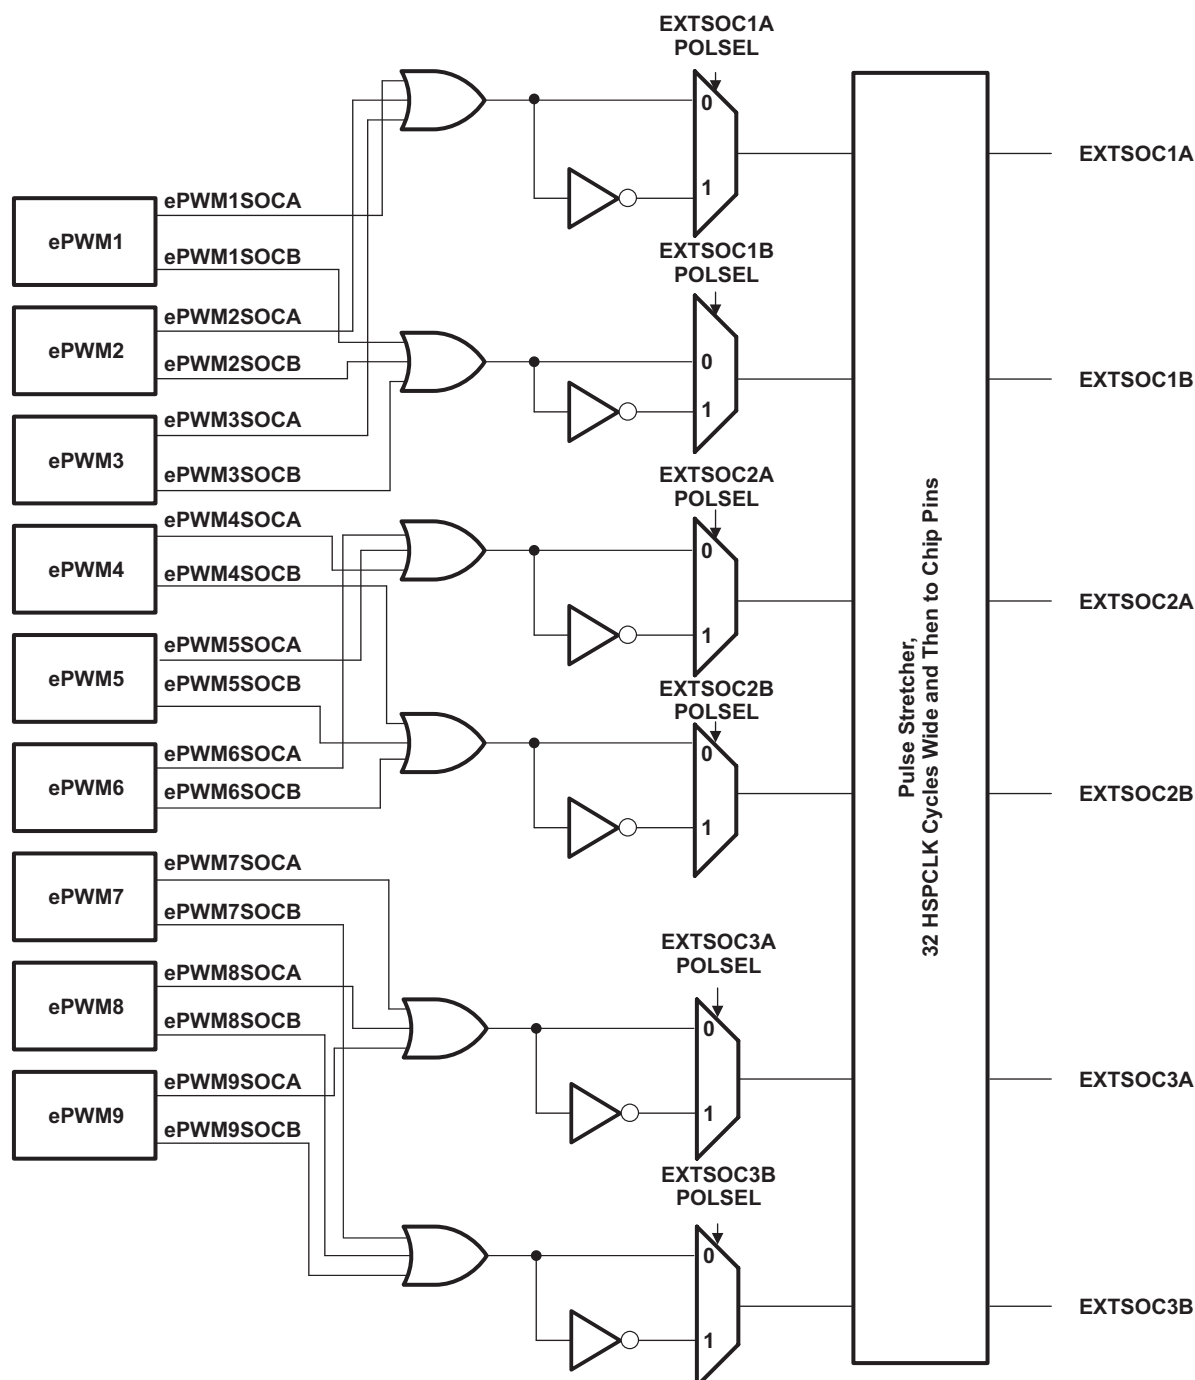 EXTSOC1A
POLSEL
0
EXTSOC1A
1
ePWM1SOCA
ePWM1
ePWM1SOCB
EXTSOC1B
POLSEL
ePWM2SOCA
ePWM2
ePWM2SOCB
0
EXTSOC1B
1
ePWM3SOCA
ePWM3
ePWM3SOCB
EXTSOC2A
POLSEL
ePWM4SOCA
ePWM4
ePWM4SOCB
0
EXTSOC2A
1
ePWM5SOCA
ePWM5
ePWM5SOCB
EXTSOC2B
POLSEL
ePWM6SOCA
ePWM6
ePWM6SOCB
0
EXTSOC2B
1
Pulse Stretcher,
32 HSPCLK Cycles Wide and Then to Chip Pins
ePWM7SOCA
ePWM7
ePWM7SOCB
EXTSOC3A
POLSEL
ePWM8SOCA
ePWM8
ePWM8SOCB
0
EXTSOC3A
1
ePWM9SOCA
ePWM9
ePWM9SOCB
EXTSOC3B
POLSEL
0
EXTSOC3B
1